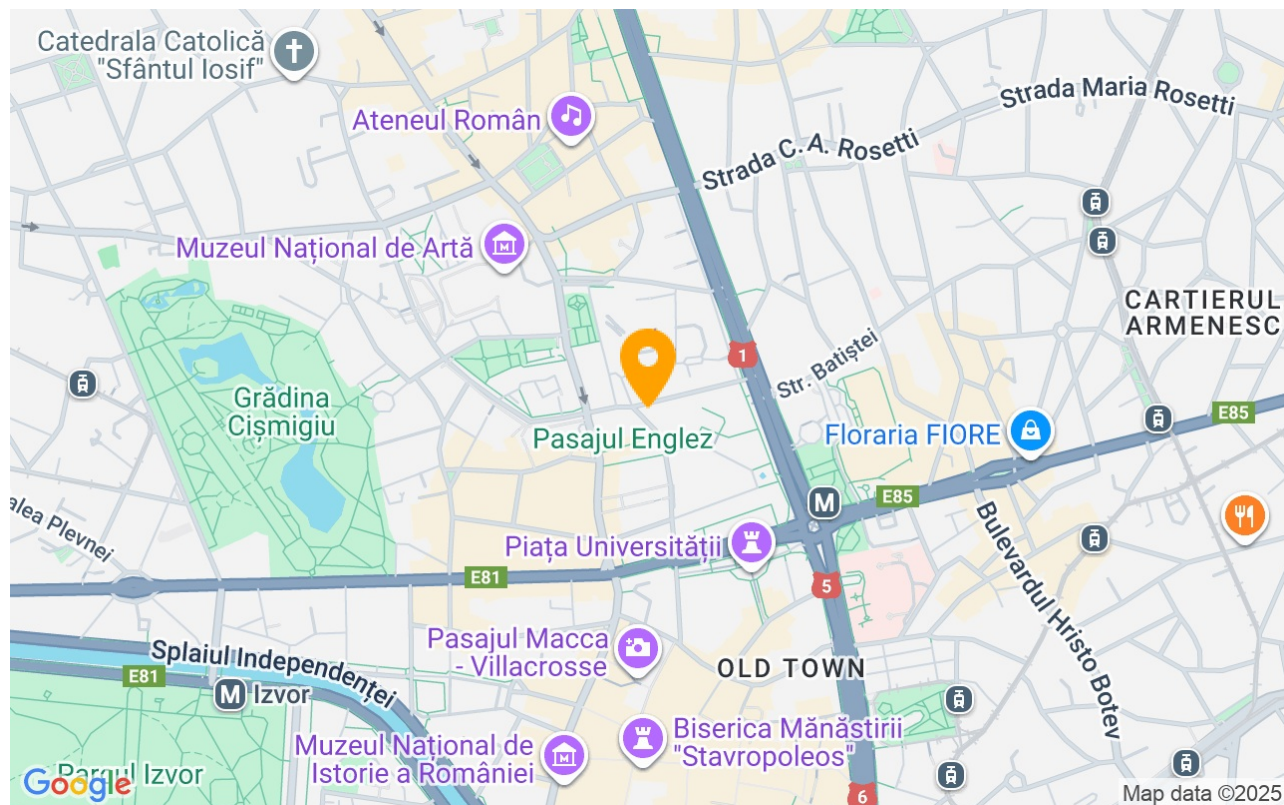 Catedrala Catolică
"Sfântul Iosif"
Ateneul Român
Strada Maria Rosetti
Strada C. A. Rosetti
Muzeul Național de Artă
CARTIERUL
ARMENESC
1
Str. Batiștei
Grădina
Cișmigiu
E85
Pasajul Englez
Floraria FIORE
E85
M
alea Plevnei
Piața Universității
Bulevardul Hristo Botev
E81
5
Pasajul Macca
- Villacrosse
OLD TOWN
Splaiul Independenței
E81
M Izvor
Biserica Mănăstirii
"Stavropoleos"
Muzeul Național de
Istorie a României
Parcul Izvor
Google
6
Map data ©2025